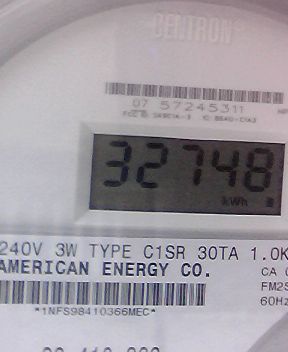 CENTRON
07 57245311
32748
kWh
240V 3W TYPE C1SR 30TA 1.0K
AMERICAN ENERGY CO.
CA
FM2S
60Hz
*1NFS98410366MEC*